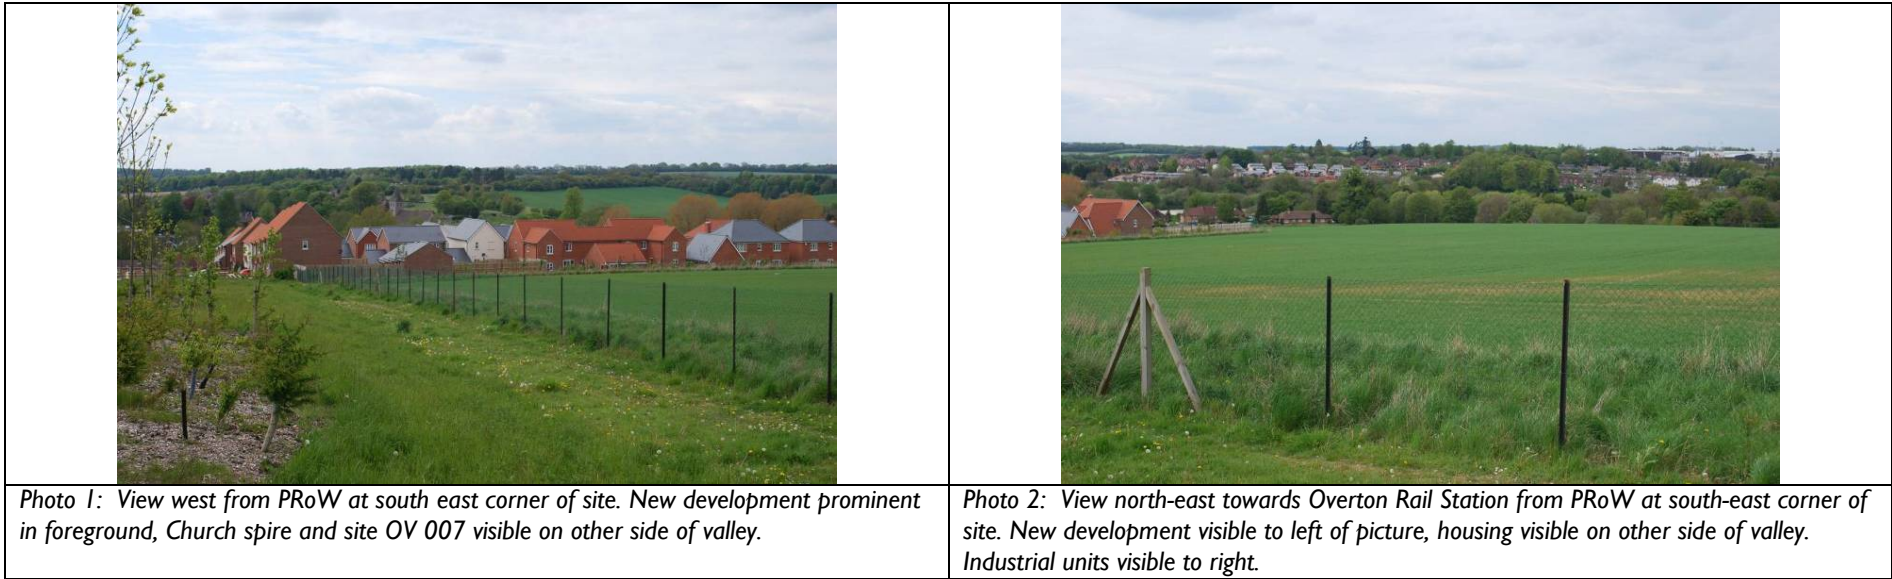 Photo 1: View west from PRoW at south east corner of site. New development prominent
in foreground, Church spire and site OV 007 visible on other side of valley.
Photo 2: View north-east towards Overton Rail Station from PRoW at south-east corner of
site. New development visible to left of picture, housing visible on other side of valley.
Industrial units visible to right.